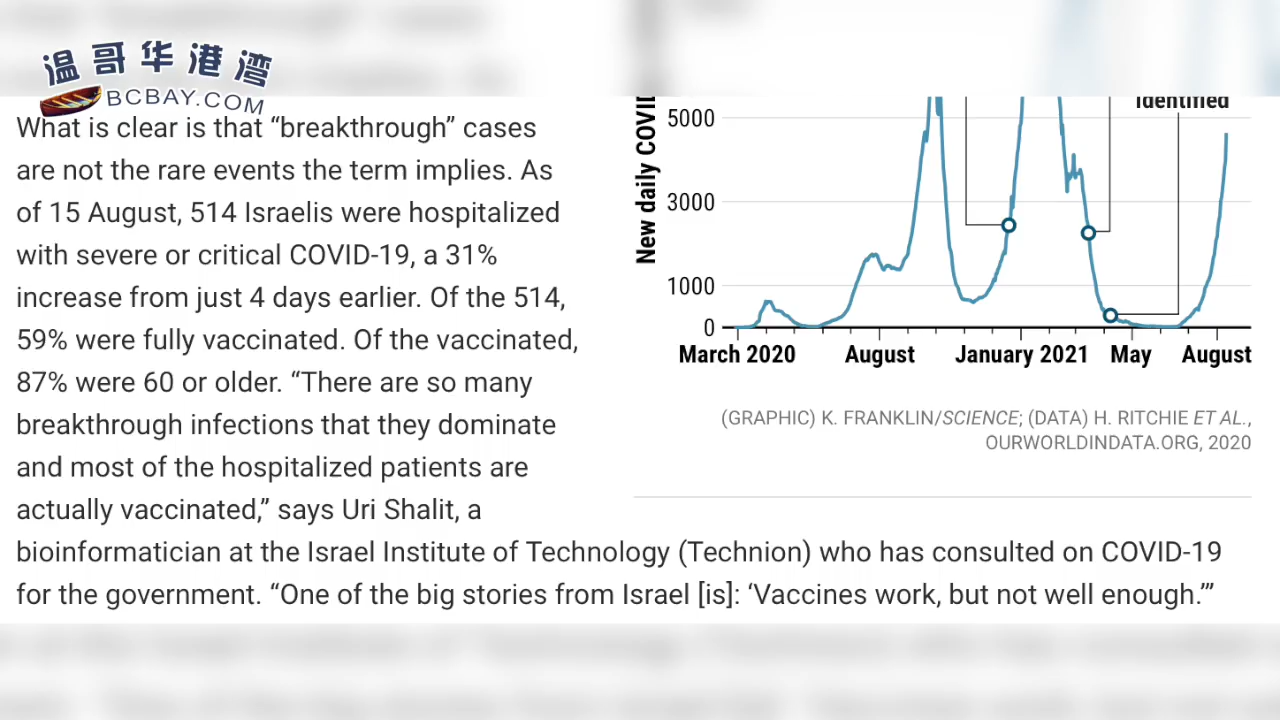 温哥华港湾
BCBAY.COM
What is clear is that “breakthrough” cases
are not the rare events the term implies. As
of 15 August, 514 Israelis were hospitalized
with severe or critical COVID-19, a 31%
increase from just 4 days earlier. Of the 514,
59% were fully vaccinated. Of the vaccinated,
87% were 60 or older. “There are so many
breakthrough infections that they dominate
and most of the hospitalized patients are
actually vaccinated,” says Uri Shalit, a
bioinformatician at the Israel Institute of Technology (Technion) who has consulted on COVID-19
for the government. “One of the big stories from Israel [is]: ‘Vaccines work, but not well enough.’”
identified
New daily COVI
5000
3000
1000
0
March 2020 August January 2021 May August
(GRAPHIC) K. FRANKLIN/SCIENCE; (DATA) H. RITCHIE ET AL.,
OURWORLDINDATA.ORG, 2020